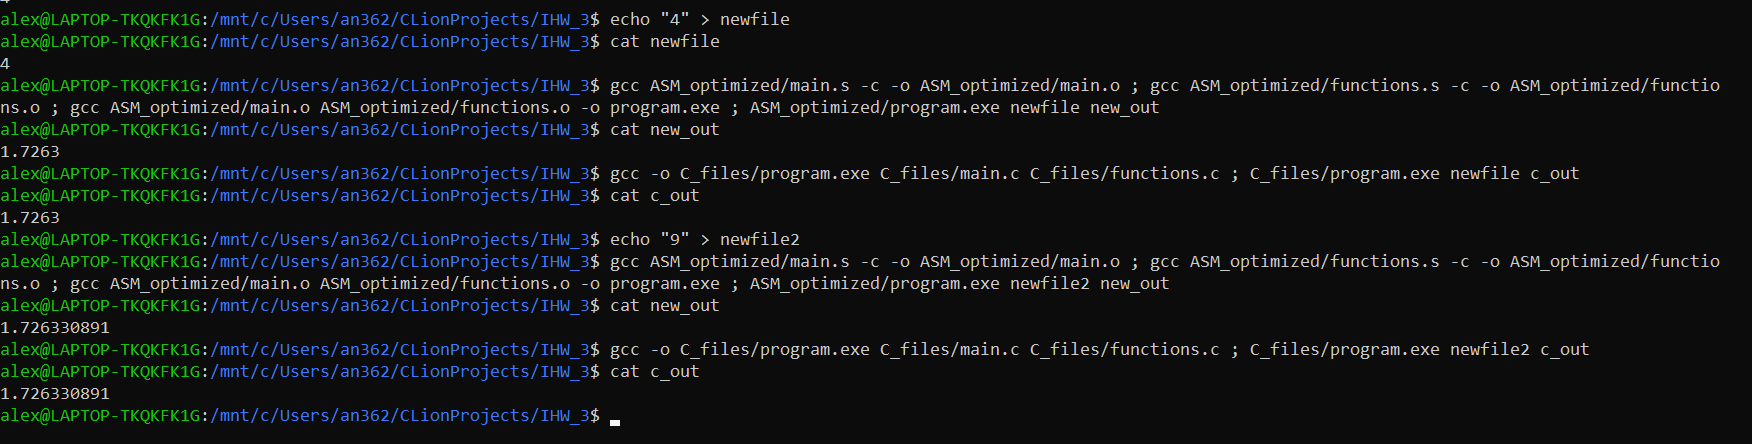 alex@LAPTOP-TKQKFK1G:/mnt/c/Users/an362/CLionProjects/IHW_3$ echo "4" > newfile
alex@LAPTOP-TKQKFK1G:/mnt/c/Users/an362/CLionProjects/IHW_3$ cat newfile
4
alex@LAPTOP-TKQKFK1G:/mnt/c/Users/an362/CLionProjects/IHW_3$ gcc ASM_optimized/main.s -c -o ASM_optimized/main.o ; gcc ASM_optimized/functions.s -c -o ASM_optimized/functio
ns.o ; gcc ASM_optimized/main.o ASM_optimized/functions.o -o program.exe ; ASM_optimized/program.exe newfile new_out
alex@LAPTOP-TKQKFK1G:/mnt/c/Users/an362/CLionProjects/IHW_3$ cat new_out
1.7263
alex@LAPTOP-TKQKFK1G:/mnt/c/Users/an362/CLionProjects/IHW_3$ gcc -o C_files/program.exe C_files/main.c C_files/functions.c ; C_files/program.exe newfile c_out
alex@LAPTOP-TKQKFK1G:/mnt/c/Users/an362/CLionProjects/IHW_3$ cat c_out
1.7263
alex@LAPTOP-TKQKFK1G:/mnt/c/Users/an362/CLionProjects/IHW_3$ echo "9" > newfile2
alex@LAPTOP-TKQKFK1G:/mnt/c/Users/an362/CLionProjects/IHW_3$ gcc ASM_optimized/main.s -c -o ASM_optimized/main.o ; gcc ASM_optimized/functions.s -c -o ASM_optimized/functio
ns.o ; gcc ASM_optimized/main.o ASM_optimized/functions.o -o program.exe ; ASM_optimized/program.exe newfile2 new_out
alex@LAPTOP-TKQKFK1G:/mnt/c/Users/an362/CLionProjects/IHW_3$ cat new_out
1.726330891
alex@LAPTOP-TKQKFK1G:/mnt/c/Users/an362/CLionProjects/IHW_3$ gcc -o C_files/program.exe C_files/main.c C_files/functions.c ; C_files/program.exe newfile2 c_out
alex@LAPTOP-TKQKFK1G:/mnt/c/Users/an362/CLionProjects/IHW_3$ cat c_out
1.726330891
alex@LAPTOP-TKQKFK1G:/mnt/c/Users/an362/CLionProjects/IHW_3$